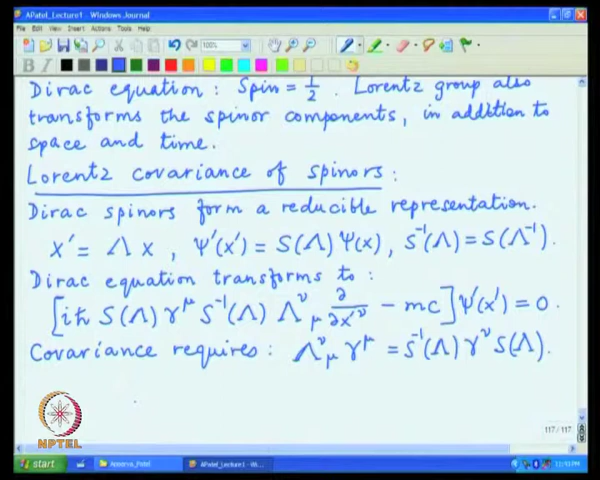 APatel_Lecture1 - Windows Journal
File Edit View Insert Actions Tools Help
100%
B I
Dirac equation : Spin = 1/2 . Lorentz group also
transforms the spinor components, in addition to
space and time.
Lorentz covariance of spinors :
Dirac spinors form a reducible representation.
x' = Λ x , Ψ'(x') = S(Λ) Ψ(x) , S⁻¹(Λ) = S(Λ⁻¹).
Dirac equation transforms to :
[iħ S(Λ) γ^μ S⁻¹(Λ) Λ^ν_μ ∂/∂x'^ν − mc] Ψ'(x') = 0.
Covariance requires : Λ^ν_μ γ^μ = S⁻¹(Λ) γ^ν S(Λ).
NPTEL
117 / 117
start Apoorva_Patel APatel_Lecture1 - Wi...